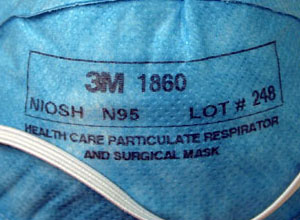 3M 1860
NIOSH N95 LOT # 248
HEALTH CARE PARTICULATE RESPIRATOR
AND SURGICAL MASK